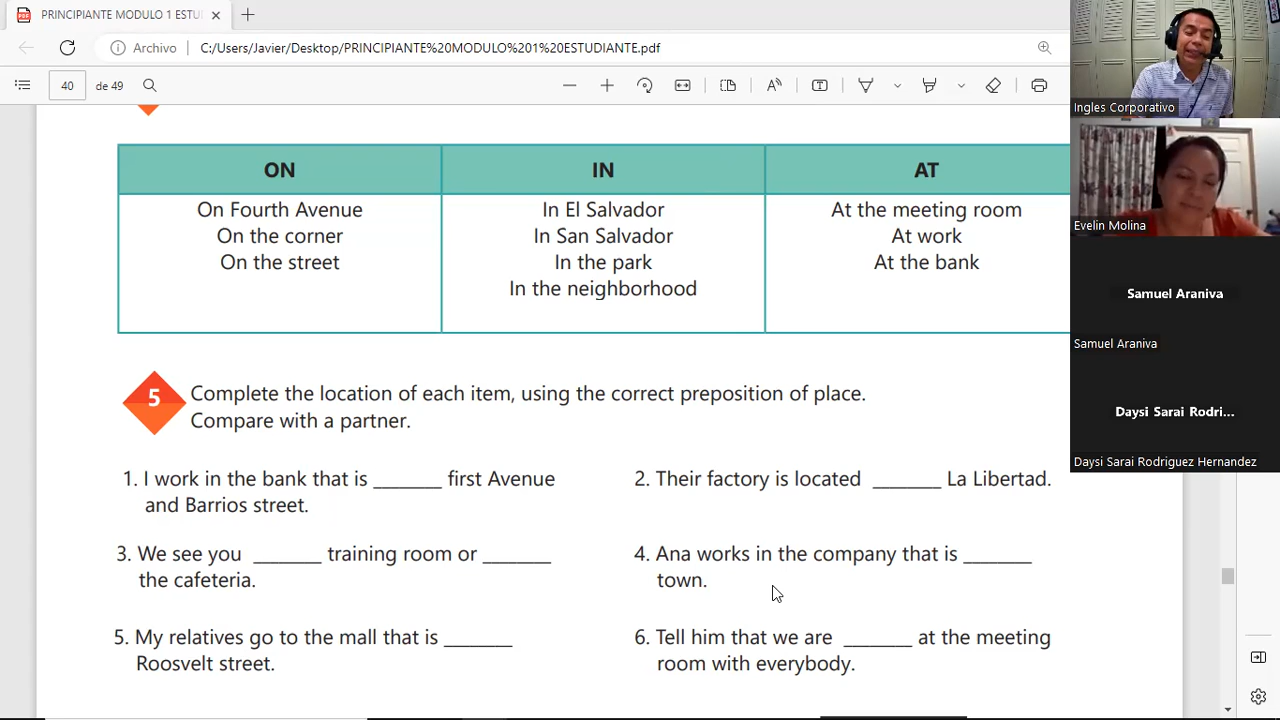 PRINCIPIANTE MODULO 1 ESTU
Archivo C:/Users/Javier/Desktop/PRINCIPIANTE%20MODULO%201%20ESTUDIANTE.pdf
40 de 49
ON IN AT
On Fourth Avenue In El Salvador At the meeting room
On the corner In San Salvador At work
On the street In the park At the bank
In the neighborhood
5 Complete the location of each item, using the correct preposition of place.
Compare with a partner.
1. I work in the bank that is _______ first Avenue
and Barrios street.
2. Their factory is located _______ La Libertad.
3. We see you _______ training room or _______
the cafeteria.
4. Ana works in the company that is _______
town.
5. My relatives go to the mall that is _______
Roosvelt street.
6. Tell him that we are _______ at the meeting
room with everybody.
Ingles Corporativo
Evelin Molina
Samuel Araniva
Samuel Araniva
Daysi Sarai Rodri...
Daysi Sarai Rodriguez Hernandez